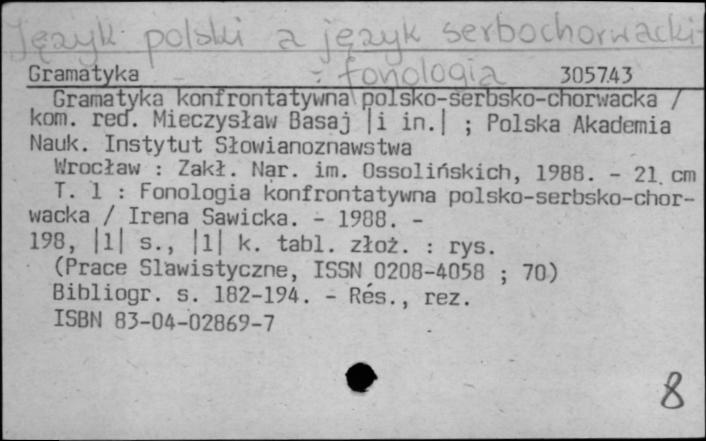 Język polski a język serbochorwacki-
Gramatyka - : fonologia 305743
Gramatyka konfrontatywna polsko-serbsko-chorwacka /
kom. red. Mieczysław Basaj |i in.| ; Polska Akademia
Nauk. Instytut Słowianoznawstwa
Wrocław : Zakł. Nar. im. Ossolińskich, 1988. - 21 cm
T. 1 : Fonologia konfrontatywna polsko-serbsko-chor-
wacka / Irena Sawicka. - 1988. -
198, |1| s., |1| k. tabl. złoż. : rys.
(Prace Slawistyczne, ISSN 0208-4058 ; 70)
Bibliogr. s. 182-194. - Rés., rez.
ISBN 83-04-02869-7
8